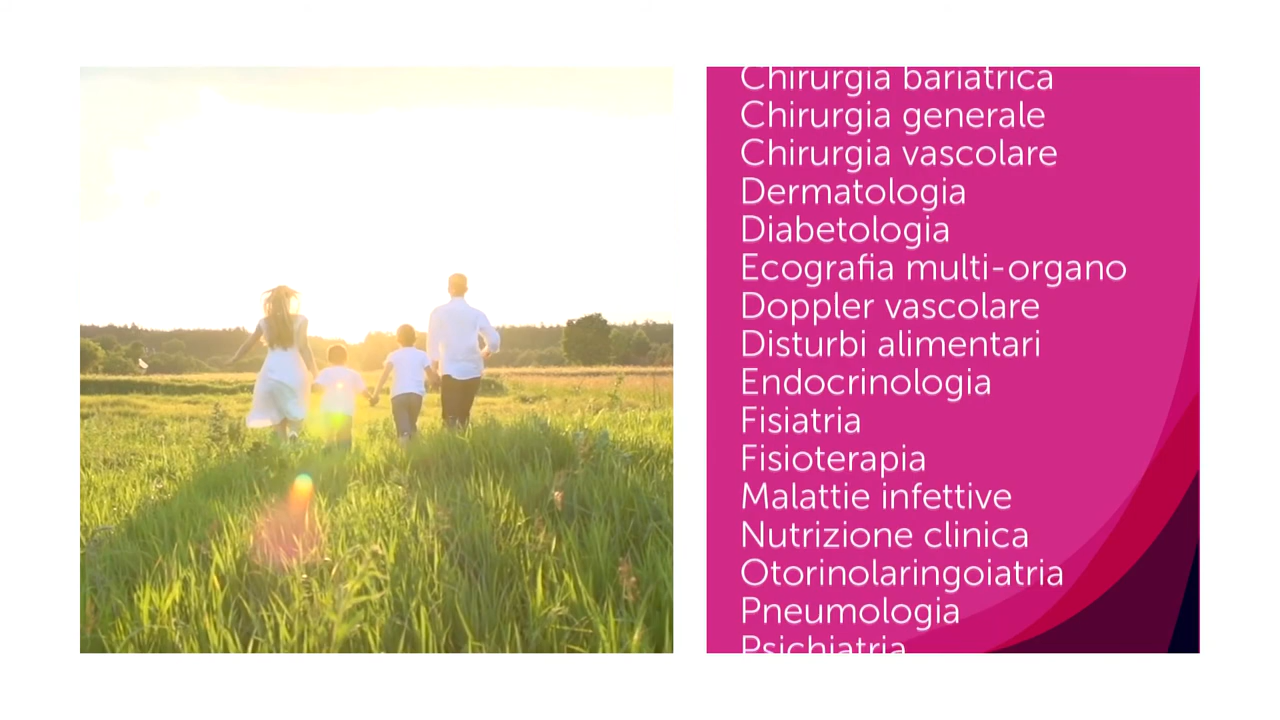 Chirurgia bariatrica
Chirurgia generale
Chirurgia vascolare
Dermatologia
Diabetologia
Ecografia multi-organo
Doppler vascolare
Disturbi alimentari
Endocrinologia
Fisiatria
Fisioterapia
Malattie infettive
Nutrizione clinica
Otorinolaringoiatria
Pneumologia
Psichiatria